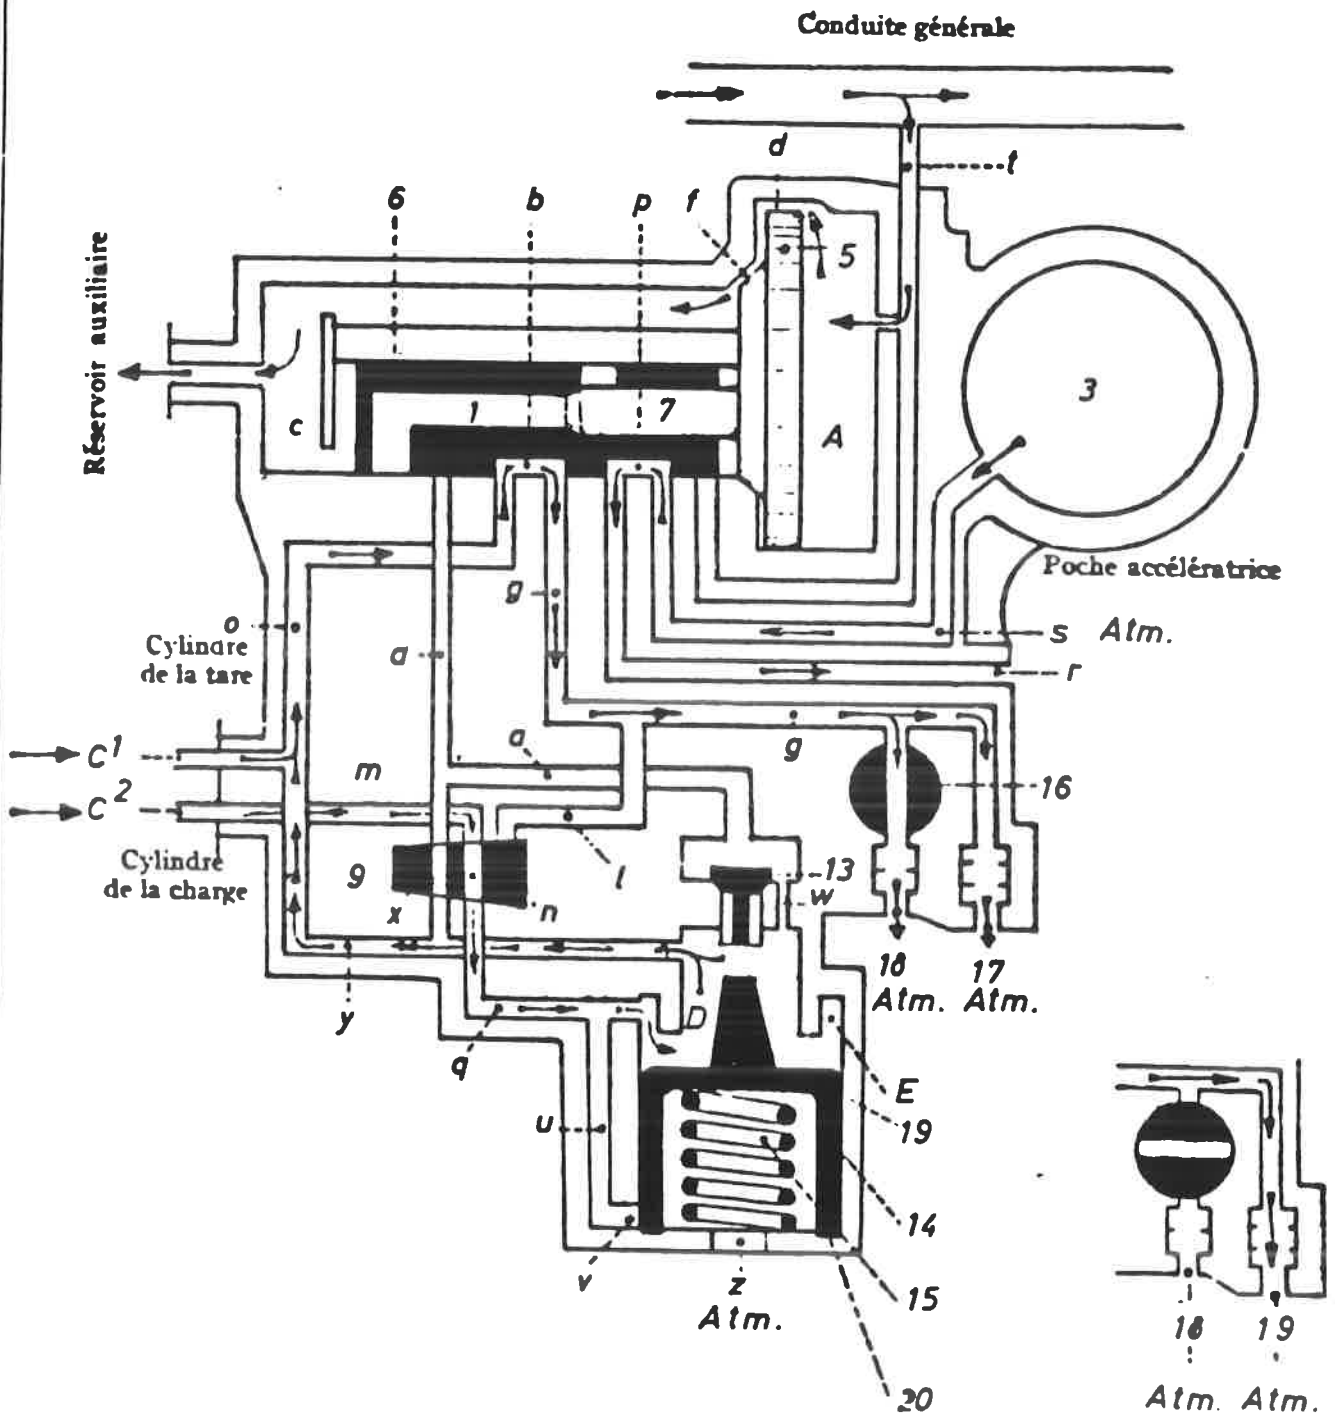 Conduite générale
d
t
6
b
p
f
5
Réservoir auxiliaire
3
1
7
c
A
Poche accélératrice
g
o
Cylindre
de la tare
a
s Atm.
r
C1
a
g
m
16
C2
Cylindre
de la charge
9
l
13
w
x
n
18
17
Atm. Atm.
y
D
q
E
u
19
14
v
z
15
Atm.
18
19
20
Atm. Atm.